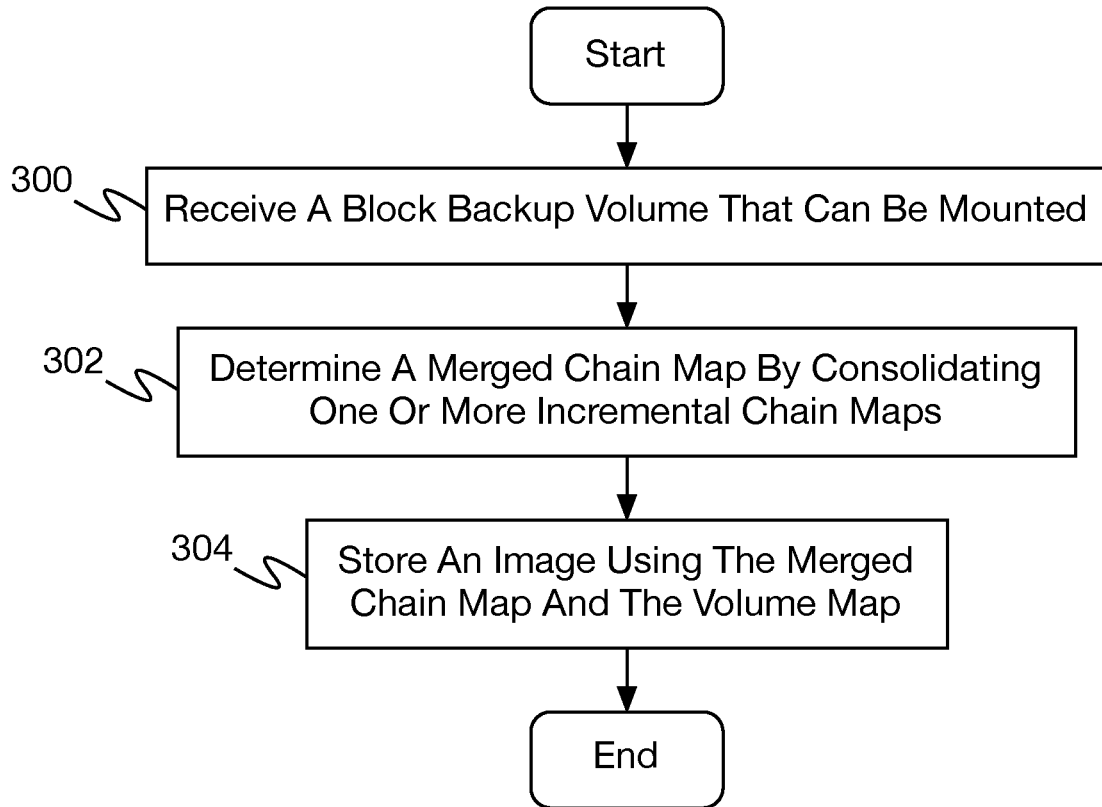 Start
300
Receive A Block Backup Volume That Can Be Mounted
302
Determine A Merged Chain Map By Consolidating
One Or More Incremental Chain Maps
304
Store An Image Using The Merged
Chain Map And The Volume Map
End